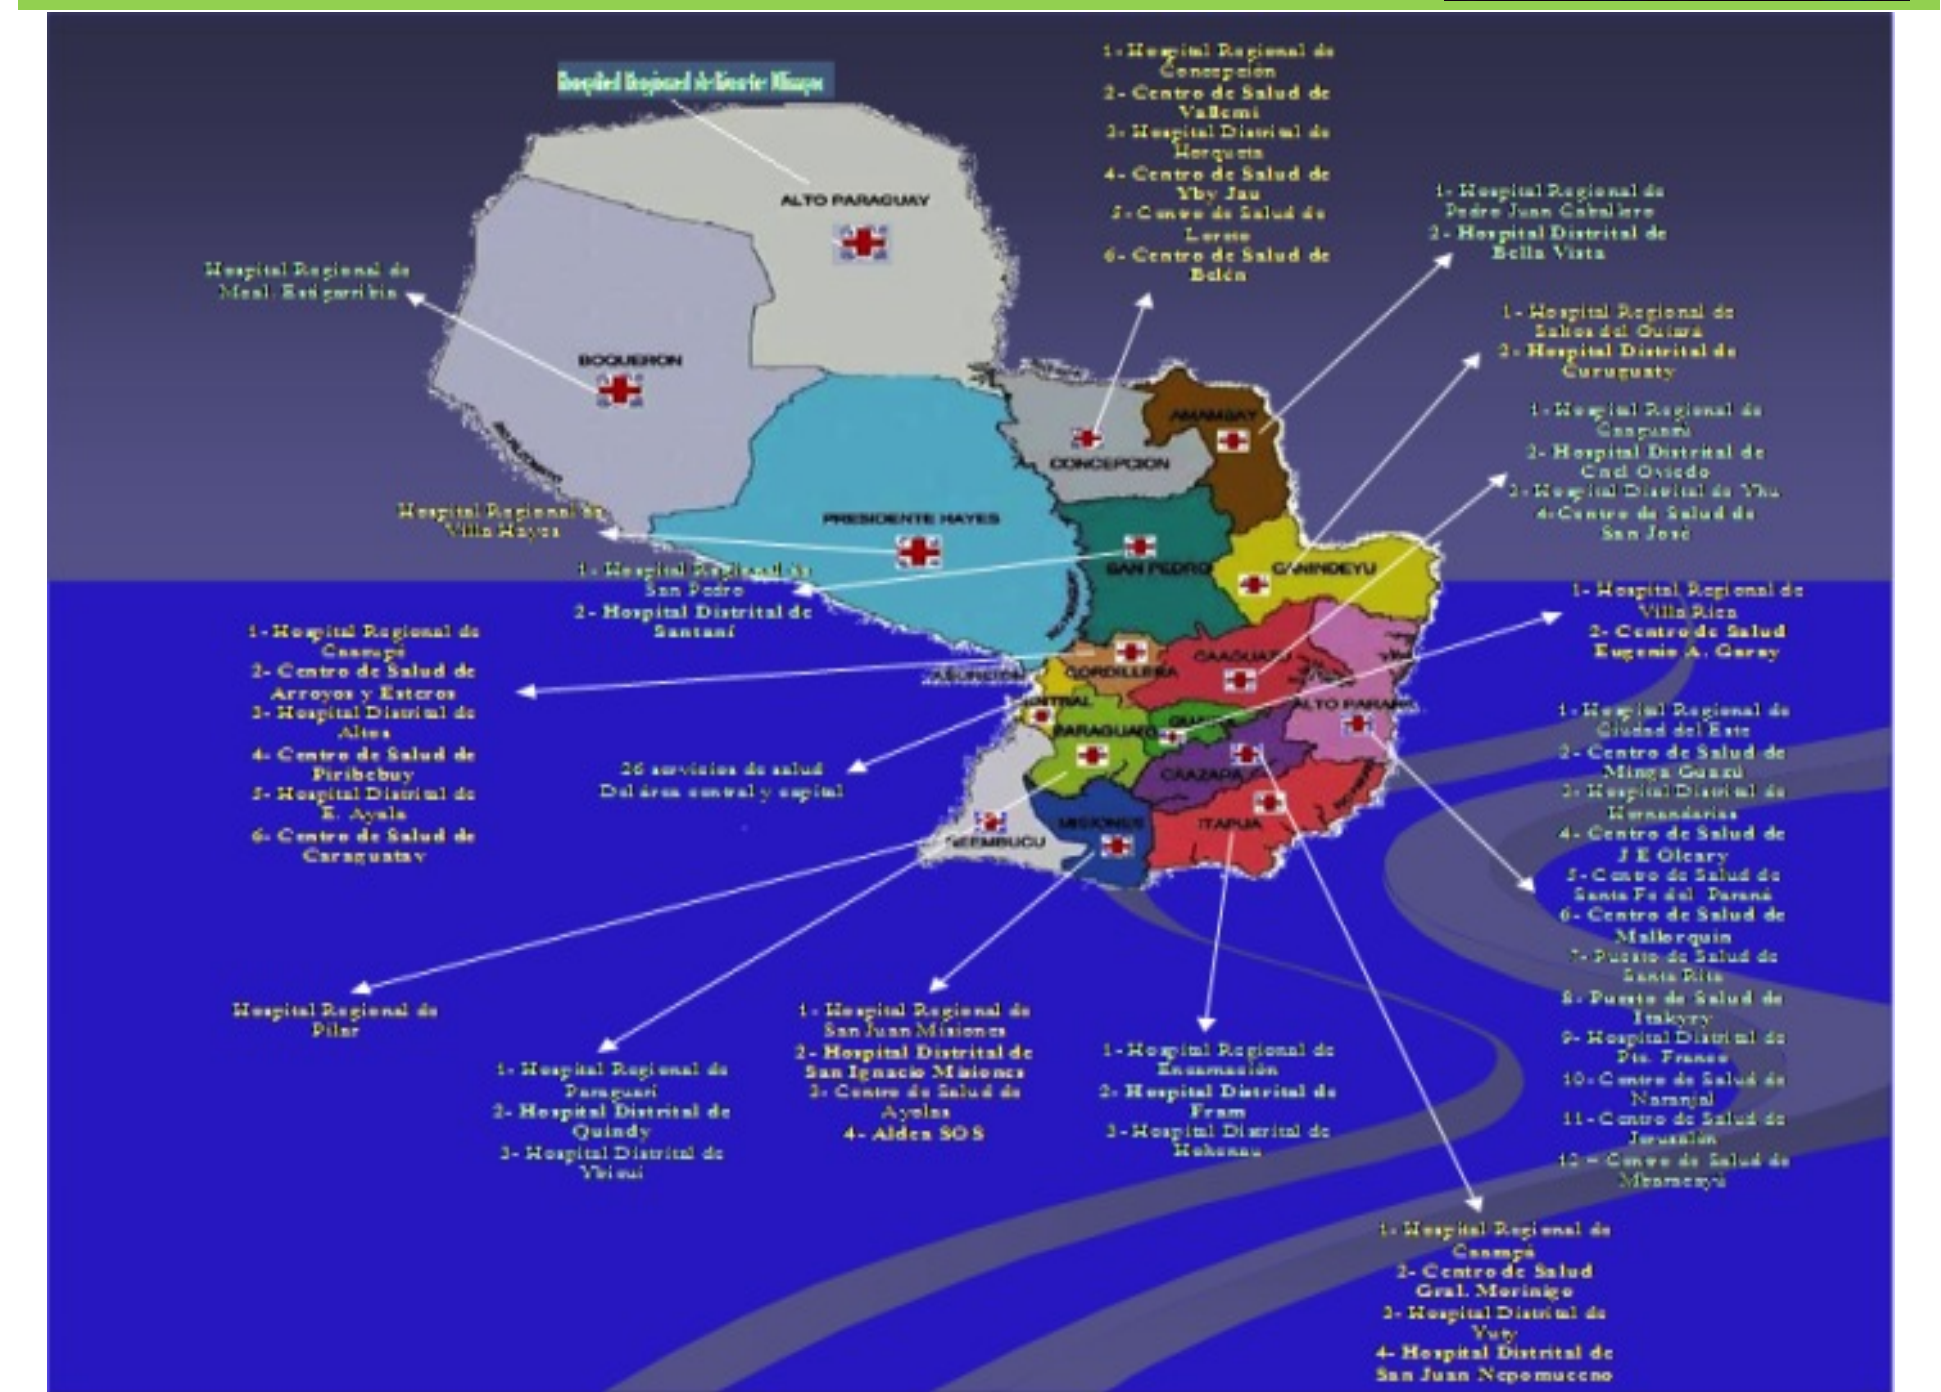 1- Hospital Regional de
Concepción
2- Centro de Salud de
Vallemi
3- Hospital Distrital de
Horqueta
4- Centro de Salud de
Yby Jau
5- Centro de Salud de
Loreto
6- Centro de Salud de
Belén
Hospital Regional de
ALTO PARAGUAY
1- Hospital Regional de
Pedro Juan Caballero
2- Hospital Distrital de
Bella Vista
Hospital Regional de
Mcal. Estigarribia
BOQUERON
1- Hospital Regional de
Saltos del Guiará
2- Hospital Distrital de
Curuguaty
AMAMBAY
CONCEPCION
1- Hospital Regional de
Caaguazú
2- Hospital Distrital de
Cnel Oviedo
3- Hospital Distrital de Yhu
4- Centro de Salud de
San José
Hospital Regional de
Villa Hayes
PRESIDENTE HAYES
SAN PEDRO
CANINDEYU
1- Hospital Regional de
San Pedro
2- Hospital Distrital de
Santaní
1- Hospital Regional de
Villa Rica
2- Centro de Salud
Eugenio A. Garay
1- Hospital Regional de
2- Centro de Salud de
Arroyos y Esteros
3- Hospital Distrital de
Altos
4- Centro de Salud de
Piribebuy
5- Hospital Distrital de
E. Ayala
6- Centro de Salud de
Caraguatay
ASUNCION
CORDILLERA
CAAGUAZU
CENTRAL
ALTO PARANA
PARAGUARI
GUAIRA
CAAZAPA
MISIONES
ITAPUA
ÑEEMBUCU
26 servicios de salud
Del área central y capital
1- Hospital Regional de
Ciudad del Este
2- Centro de Salud de
Minga Guazú
3- Hospital Distrital de
Hernandarias
4- Centro de Salud de
J E Oleary
5- Centro de Salud de
Santa Fe del Paraná
6- Centro de Salud de
Mallorquin
7- Puesto de Salud de
Santa Rita
8- Puesto de Salud de
Itakyry
9- Hospital Distrital de
Pte. Franco
10- Centro de Salud de
Naranjal
11- Centro de Salud de
Jerusalén
12 - Centro de Salud de
Mbaracayú
Hospital Regional de
Pilar
1- Hospital Regional de
Paraguarí
2- Hospital Distrital de
Quindy
3- Hospital Distrital de
Ybicuí
1- Hospital Regional de
San Juan Misiones
2- Hospital Distrital de
San Ignacio Misiones
3- Centro de Salud de
Ayolas
4- Aldea SOS
1- Hospital Regional de
Encarnación
2- Hospital Distrital de
Fram
3- Hospital Distrital de
Hohenau
1- Hospital Regional de
Caazapá
2- Centro de Salud
Gral. Morinigo
3- Hospital Distrital de
Yuty
4- Hospital Distrital de
San Juan Nepomuceno